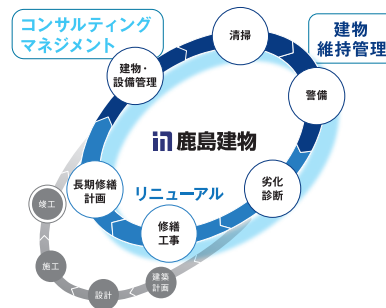 コンサルティング
マネジメント
清掃
建物
維持管理
建物・
設備管理
警備
鹿島建物
長期修繕
計画
リニューアル
劣化
診断
修繕
工事
竣工
施工
設計
建築
計画